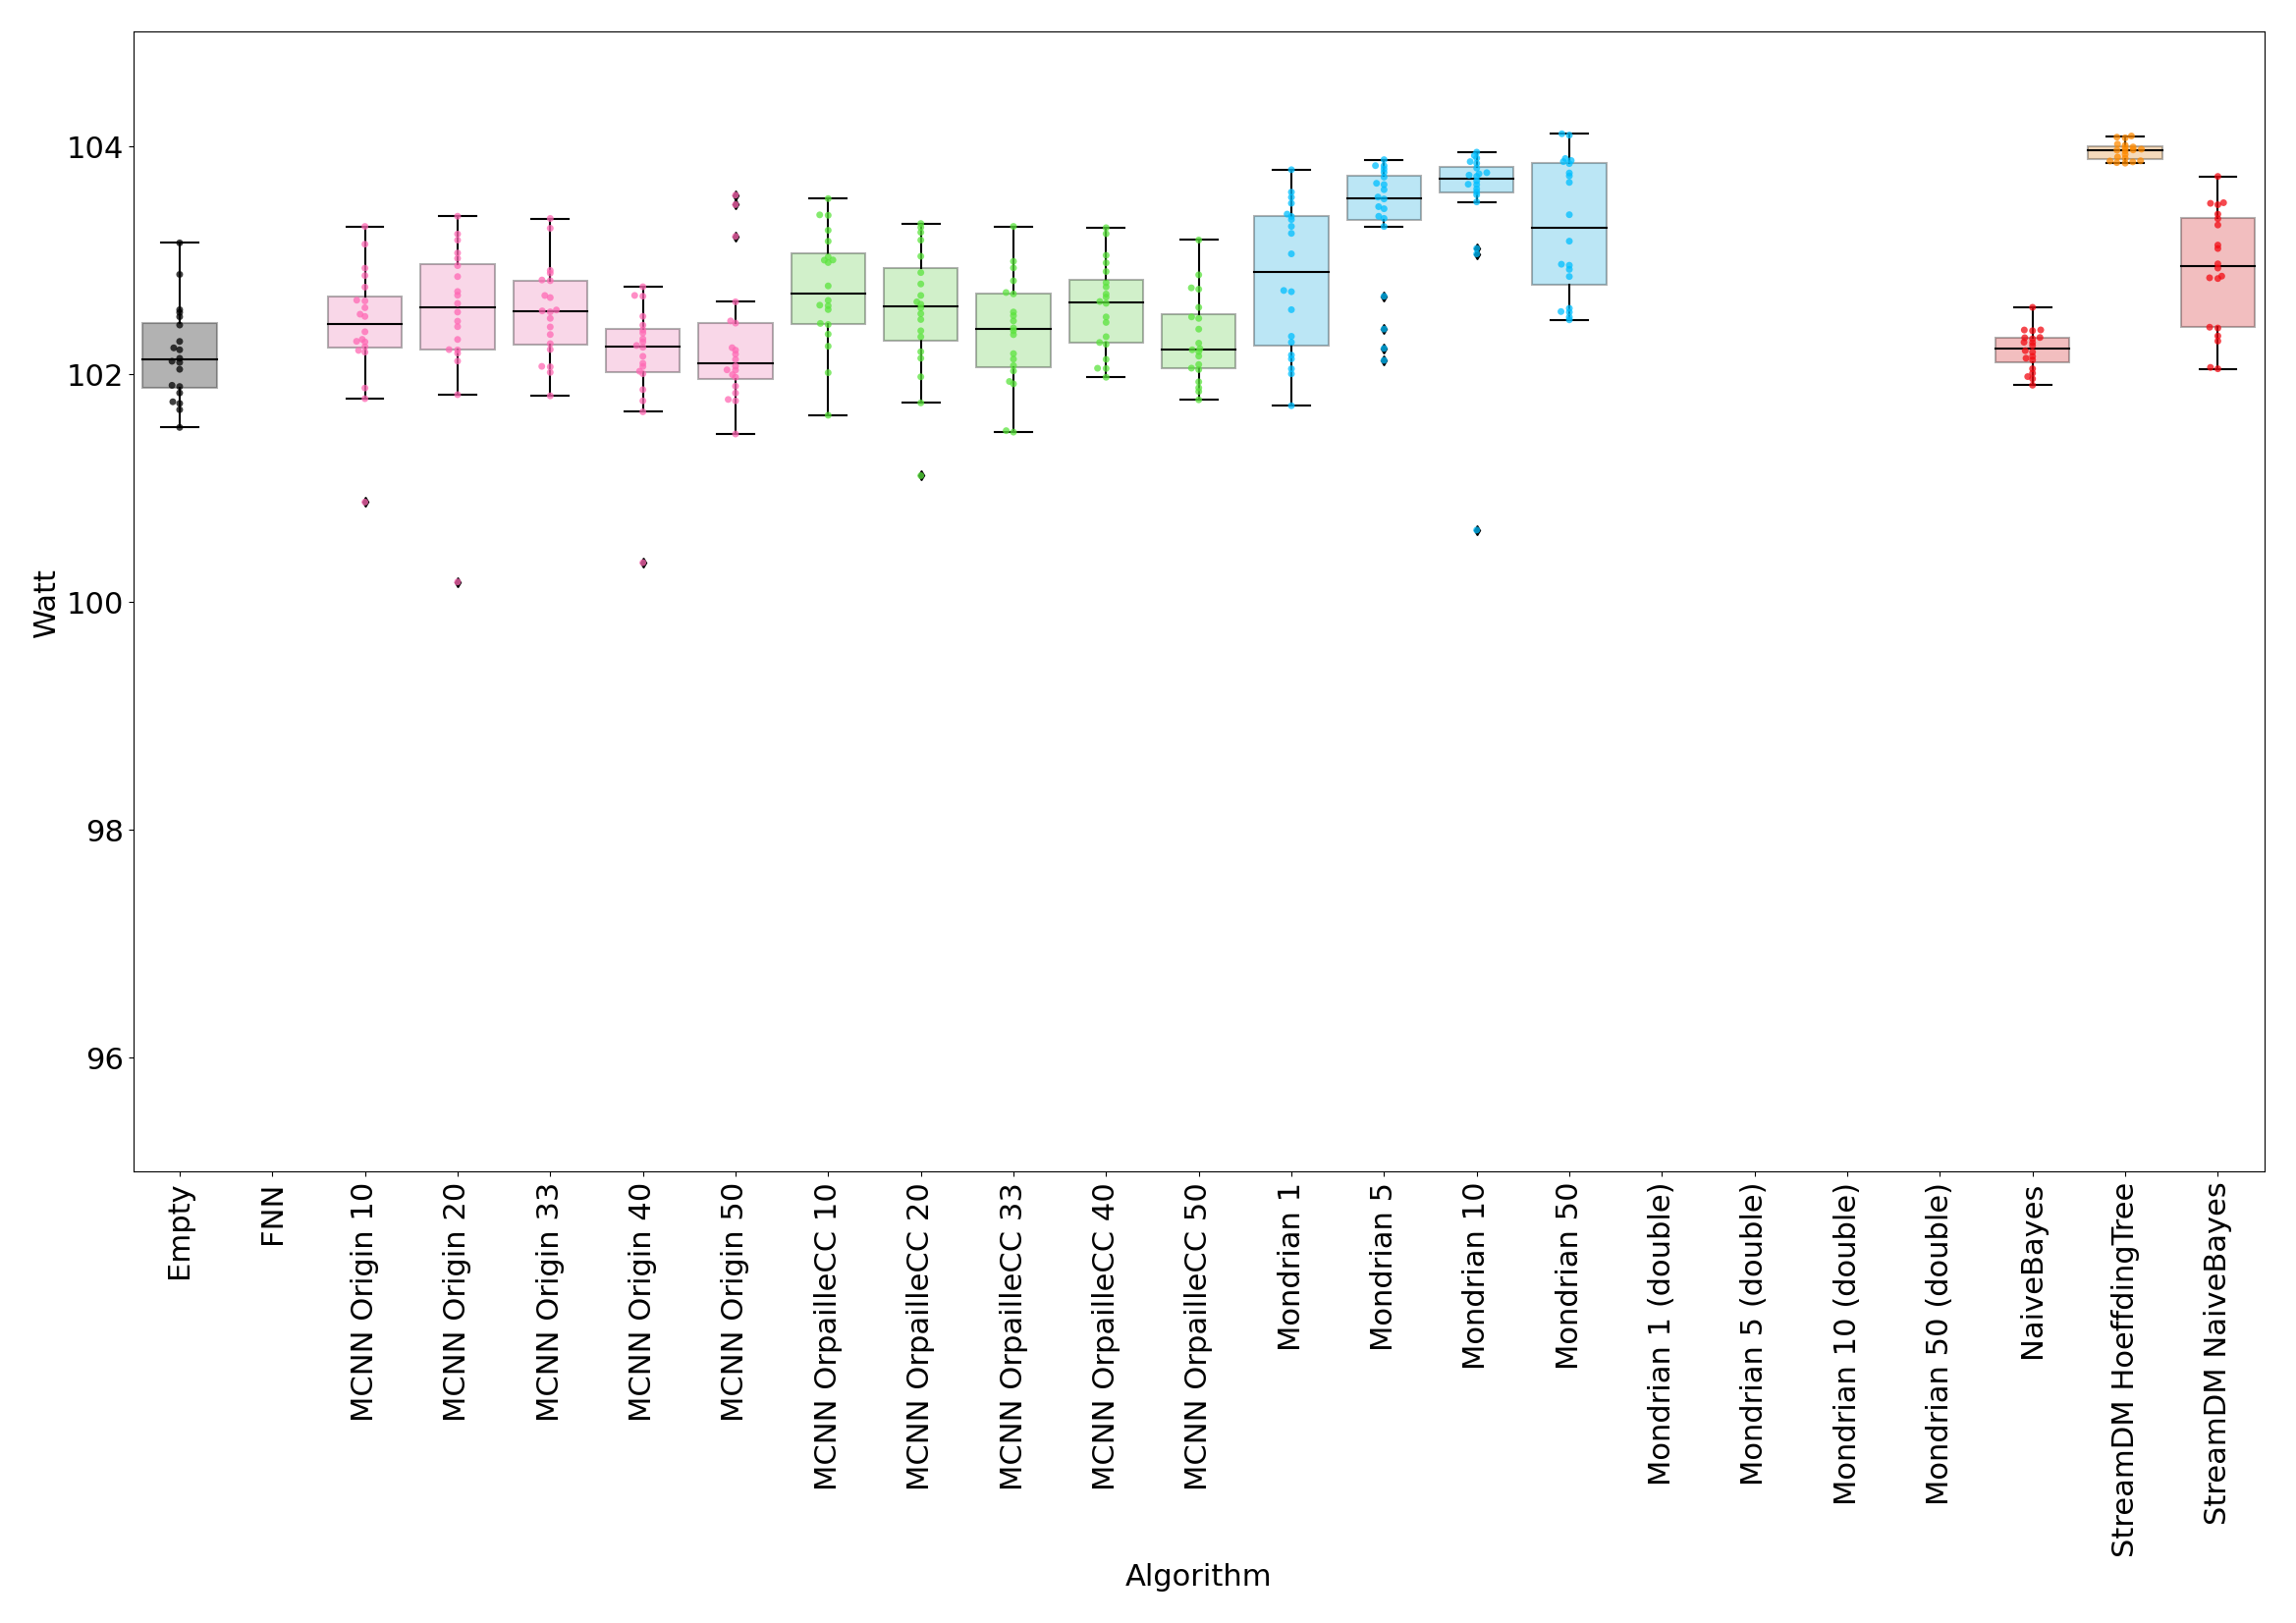 Watt
104
102
100
98
96
Empty
FNN
MCNN Origin 10
MCNN Origin 20
MCNN Origin 33
MCNN Origin 40
MCNN Origin 50
MCNN OrpailleCC 10
MCNN OrpailleCC 20
MCNN OrpailleCC 33
MCNN OrpailleCC 40
MCNN OrpailleCC 50
Mondrian 1
Mondrian 5
Mondrian 10
Mondrian 50
Mondrian 1 (double)
Mondrian 5 (double)
Mondrian 10 (double)
Mondrian 50 (double)
NaiveBayes
StreamDM HoeffdingTree
StreamDM NaiveBayes
Algorithm